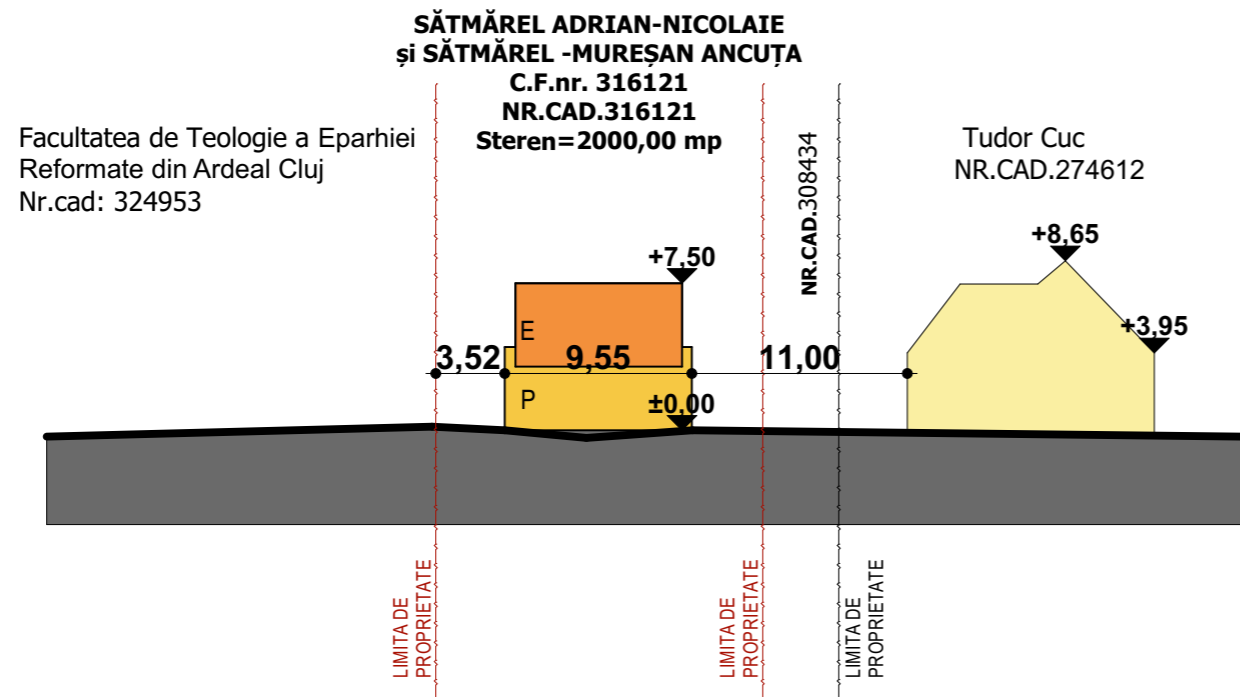 SĂTMĂREL ADRIAN-NICOLAIE
și SĂTMĂREL -MUREȘAN ANCUȚA
C.F.nr. 316121
NR.CAD.316121
Steren=2000,00 mp
Facultatea de Teologie a Eparhiei
Reformate din Ardeal Cluj
Nr.cad: 324953
NR.CAD.308434
Tudor Cuc
NR.CAD.274612
+8,65
+7,50
+3,95
E
3,52
9,55
11,00
P
±0,00
LIMITA DE
PROPRIETATE
LIMITA DE
PROPRIETATE
LIMITA DE
PROPRIETATE